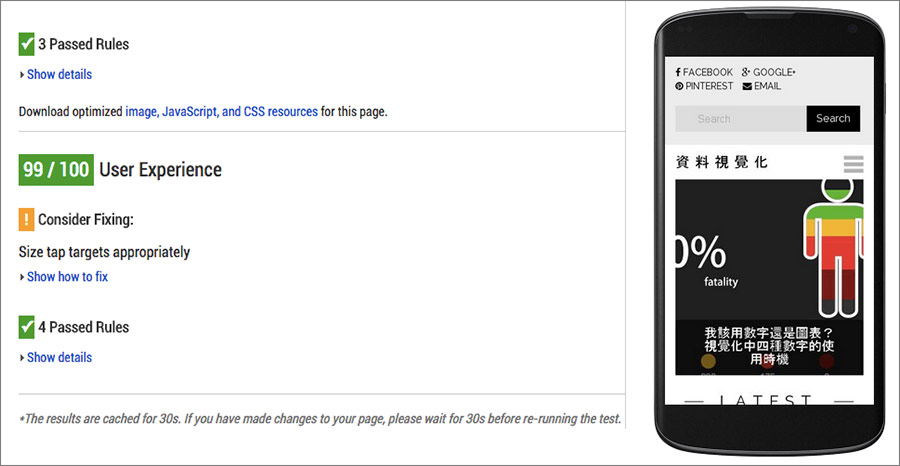 3 Passed Rules
Show details
Download optimized image, JavaScript, and CSS resources for this page.
99 / 100 User Experience
! Consider Fixing:
Size tap targets appropriately
Show how to fix
4 Passed Rules
Show details
*The results are cached for 30s. If you have made changes to your page, please wait for 30s before re-running the test.
FACEBOOK GOOGLE+
PINTEREST EMAIL
Search Search
資料視覺化
0%
fatality
我該用數字還是圖表?
視覺化中四種數字的使
用時機
LATEST